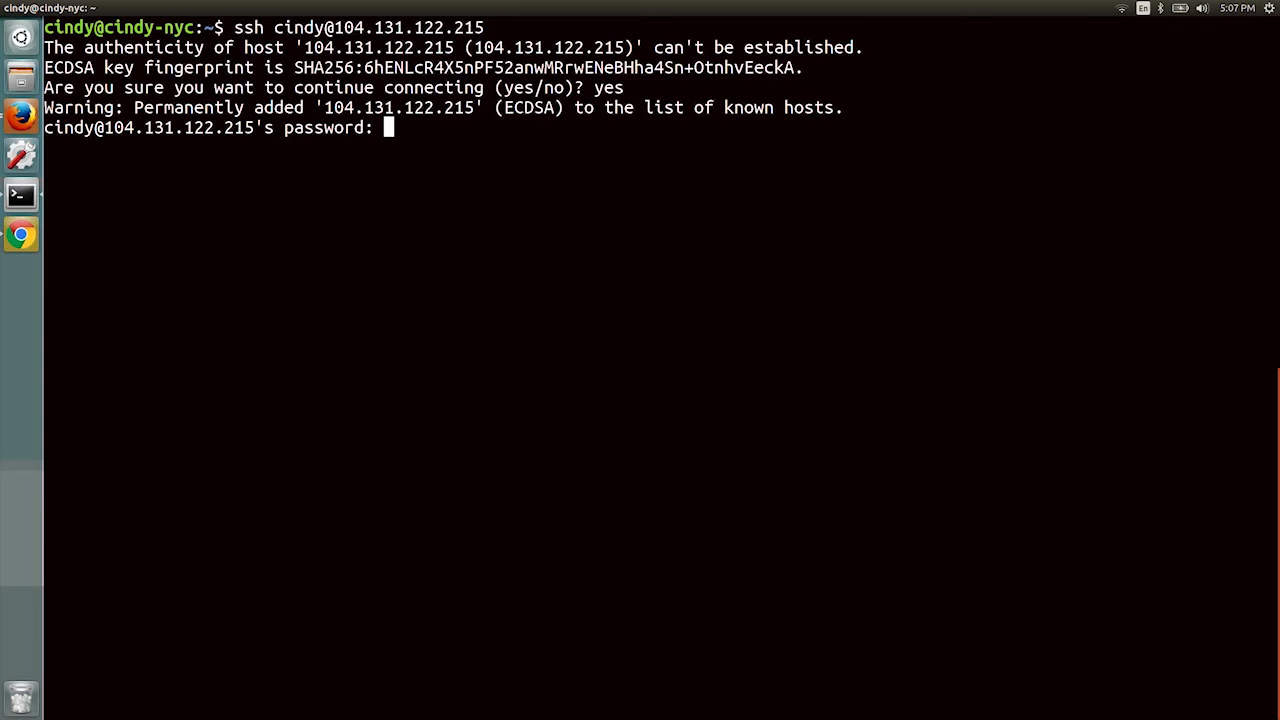 cindy@cindy-nyc: ~
En
5:07 PM
cindy@cindy-nyc:~$ ssh cindy@104.131.122.215
The authenticity of host '104.131.122.215 (104.131.122.215)' can't be established.
ECDSA key fingerprint is SHA256:6hENLcR4X5nPF52anwMRrwENeBHha4Sn+OtnhvEeckA.
Are you sure you want to continue connecting (yes/no)? yes
Warning: Permanently added '104.131.122.215' (ECDSA) to the list of known hosts.
cindy@104.131.122.215's password: